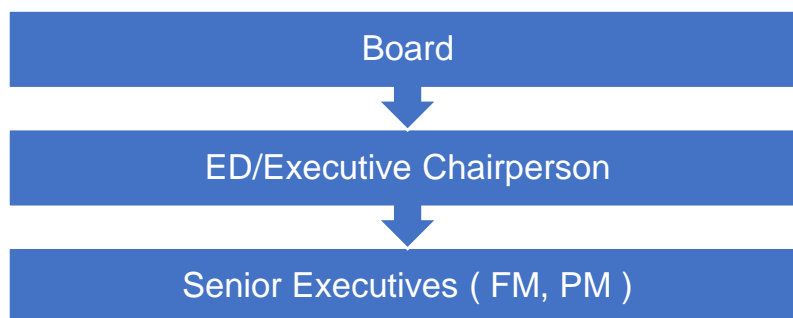 Board
ED/Executive Chairperson
Senior Executives ( FM, PM )